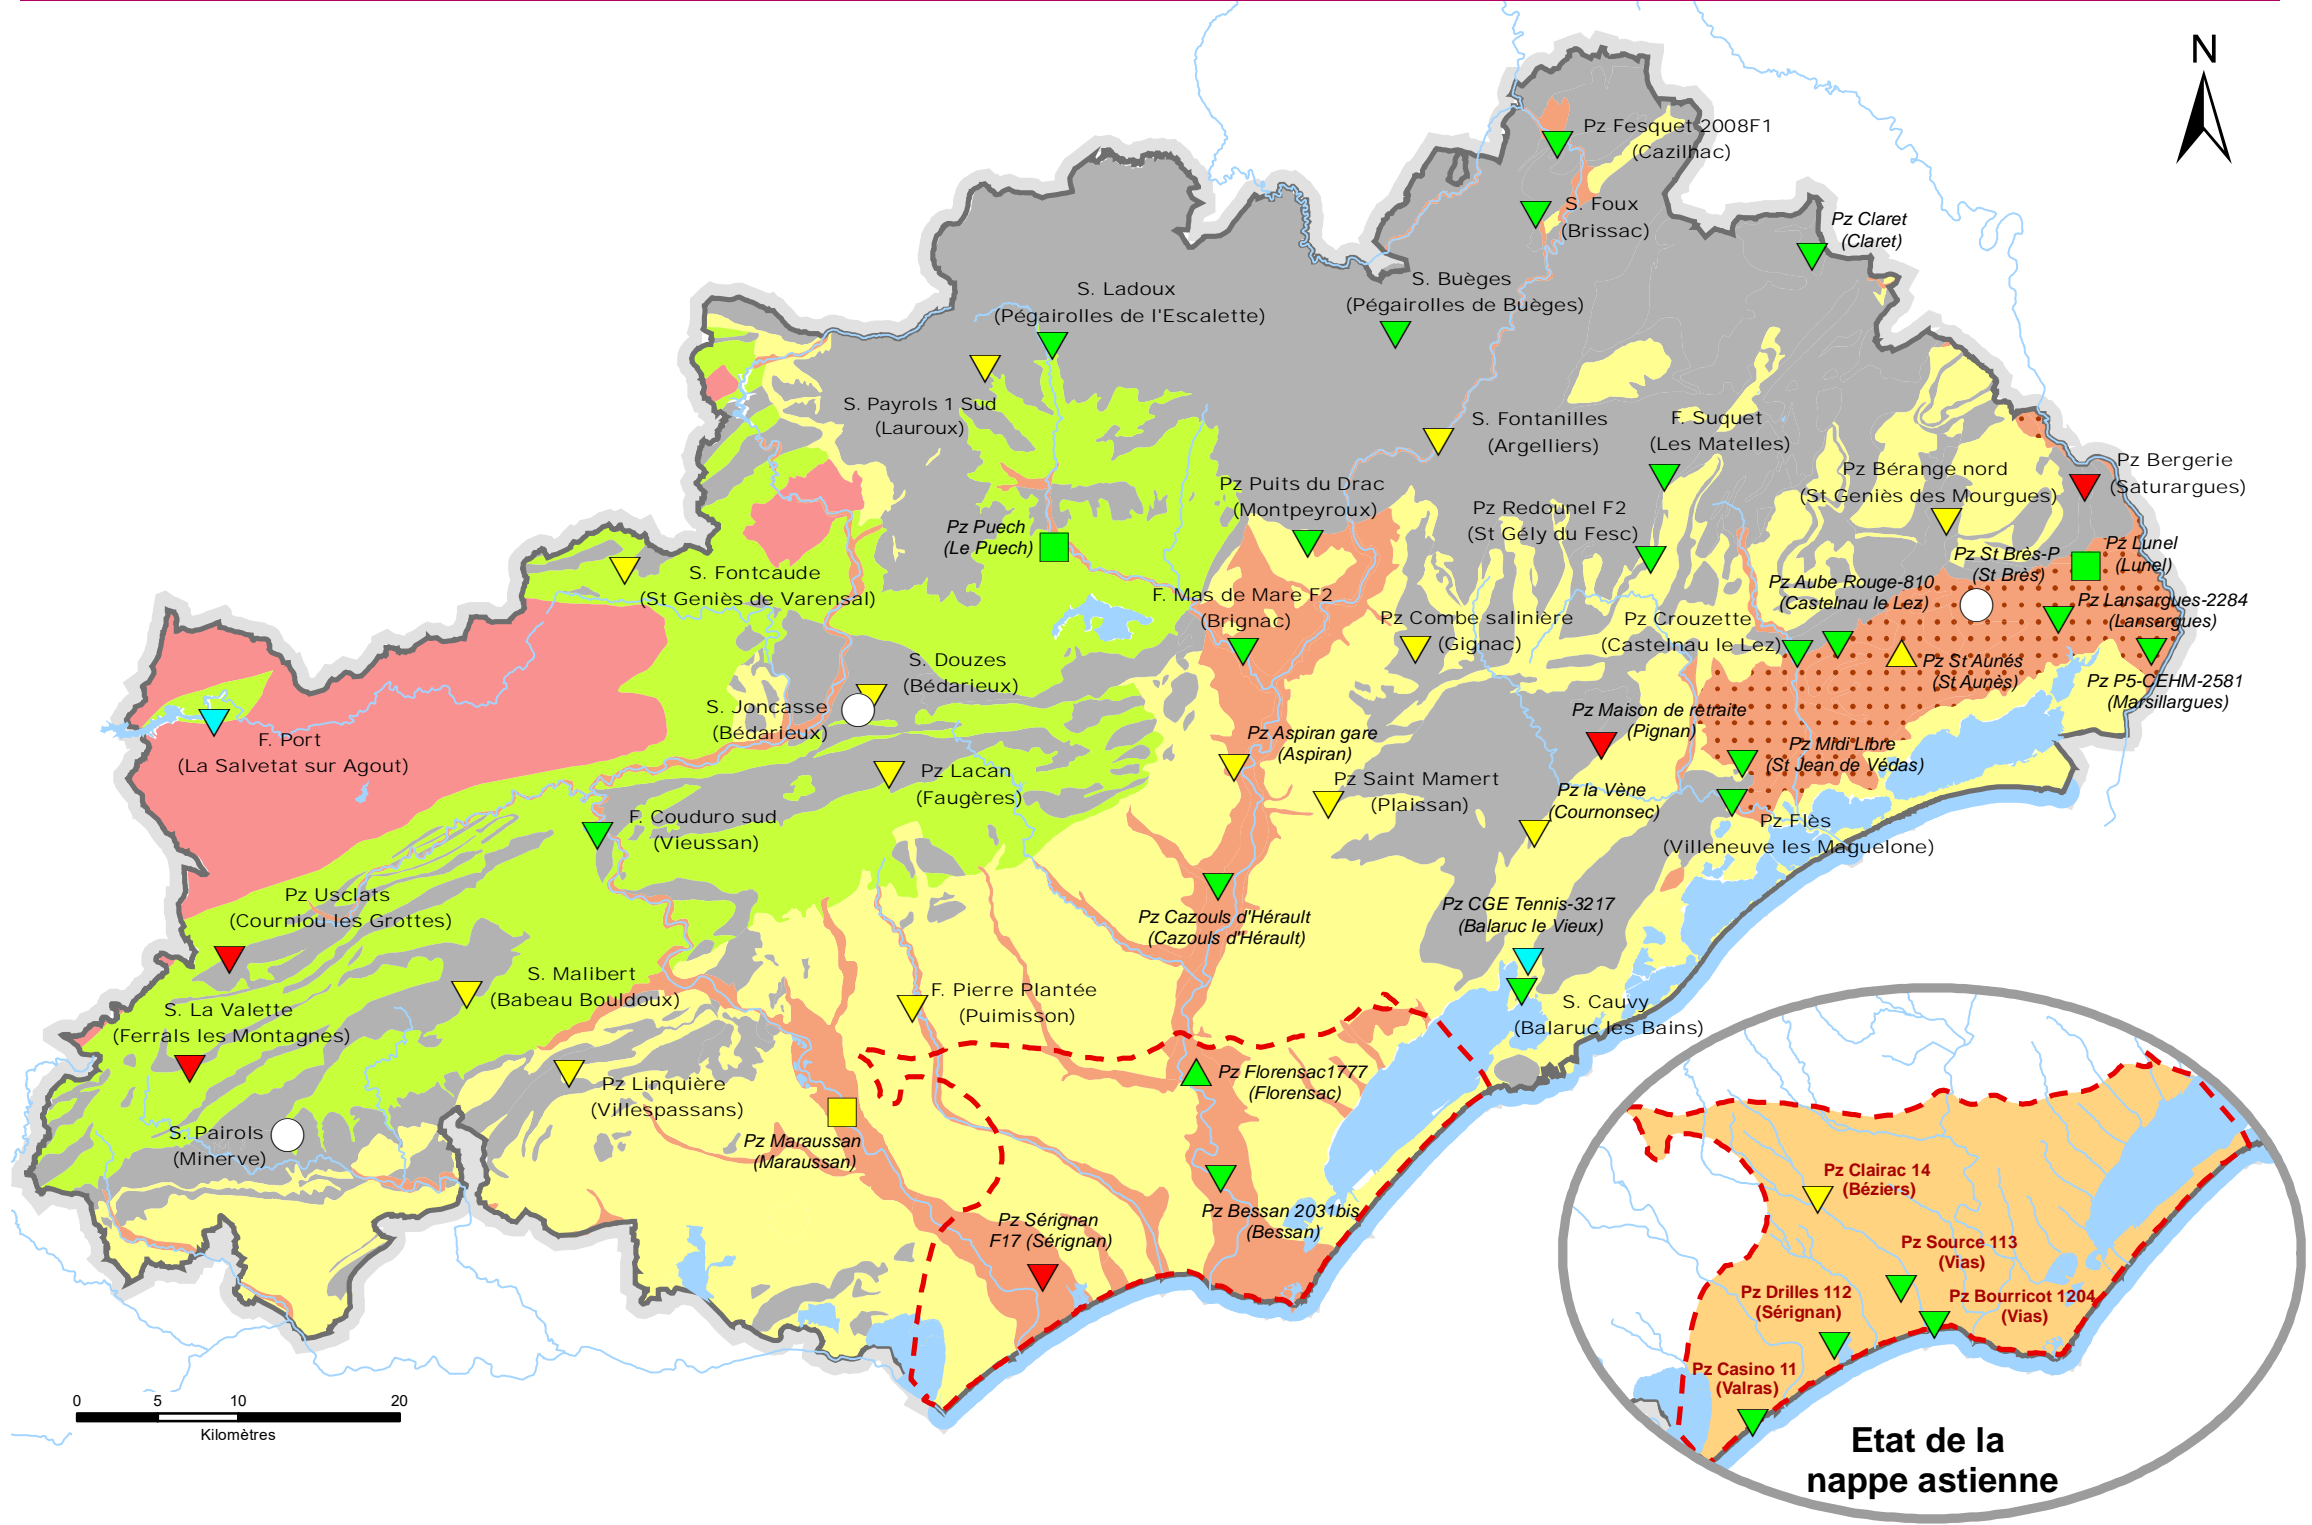 N
Pz Fesquet 2008F1
(Cazilhac)
S. Foux
(Brissac)
Pz Claret
(Claret)
S. Buèges
(Pégairolles de Buèges)
S. Ladoux
(Pégairolles de l'Escalette)
S. Payrols 1 Sud
(Lauroux)
S. Fontanilles
(Argelliers)
F. Suquet
(Les Matelles)
Pz Bérange nord
(St Geniès des Mourgues)
Pz Bergerie
(Saturargues)
Pz Puits du Drac
(Montpeyroux)
Pz Redounel F2
(St Gély du Fesc)
Pz Puech
(Le Puech)
Pz St Brès-P
(St Brès)
Pz Lunel
(Lunel)
S. Fontcaude
(St Geniès de Varensal)
F. Mas de Mare F2
(Brignac)
Pz Aube Rouge-810
(Castelnau le Lez)
Pz Lansargues-2284
(Lansargues)
Pz Combe salinière
(Gignac)
Pz Crouzette
(Castelnau le Lez)
Pz St Aunés
(St Aunès)
Pz P5-CEHM-2581
(Marsillargues)
S. Douzes
(Bédarieux)
S. Joncasse
(Bédarieux)
Pz Maison de retraite
(Pignan)
F. Port
(La Salvetat sur Agout)
Pz Aspiran gare
(Aspiran)
Pz Midi Libre
(St Jean de Védas)
Pz Lacan
(Faugères)
Pz Saint Mamert
(Plaissan)
Pz la Vène
(Cournonsec)
F. Couduro sud
(Vieussan)
Pz Flès
(Villeneuve les Maguelone)
Pz Usclats
(Courniou les Grottes)
Pz Cazouls d'Hérault
(Cazouls d'Hérault)
Pz CGE Tennis-3217
(Balaruc le Vieux)
S. Malibert
(Babeau Bouldoux)
F. Pierre Plantée
(Puimisson)
S. Cauvy
(Balaruc les Bains)
S. La Valette
(Ferrals les Montagnes)
Pz Linquière
(Villespassans)
Pz Florensac1777
(Florensac)
S. Pairols
(Minerve)
Pz Maraussan
(Maraussan)
Pz Sérignan
F17 (Sérignan)
Pz Bessan 2031bis
(Bessan)
Pz Clairac 14
(Béziers)
Pz Source 113
(Vias)
Pz Drilles 112
(Sérignan)
Pz Bourricot 1204
(Vias)
Pz Casino 11
(Valras)
Etat de la
nappe astienne
0 5 10 20
Kilomètres